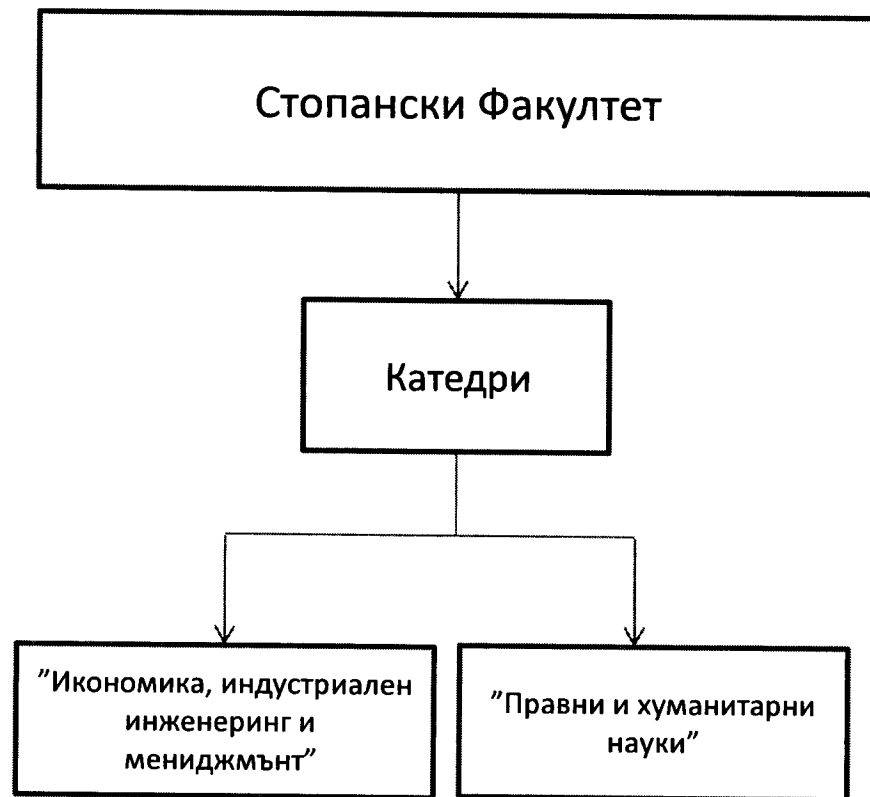 Стопански Факултет
Катедри
”Икономика, индустриален
инженеринг и
мениджмънт”
”Правни и хуманитарни
науки”